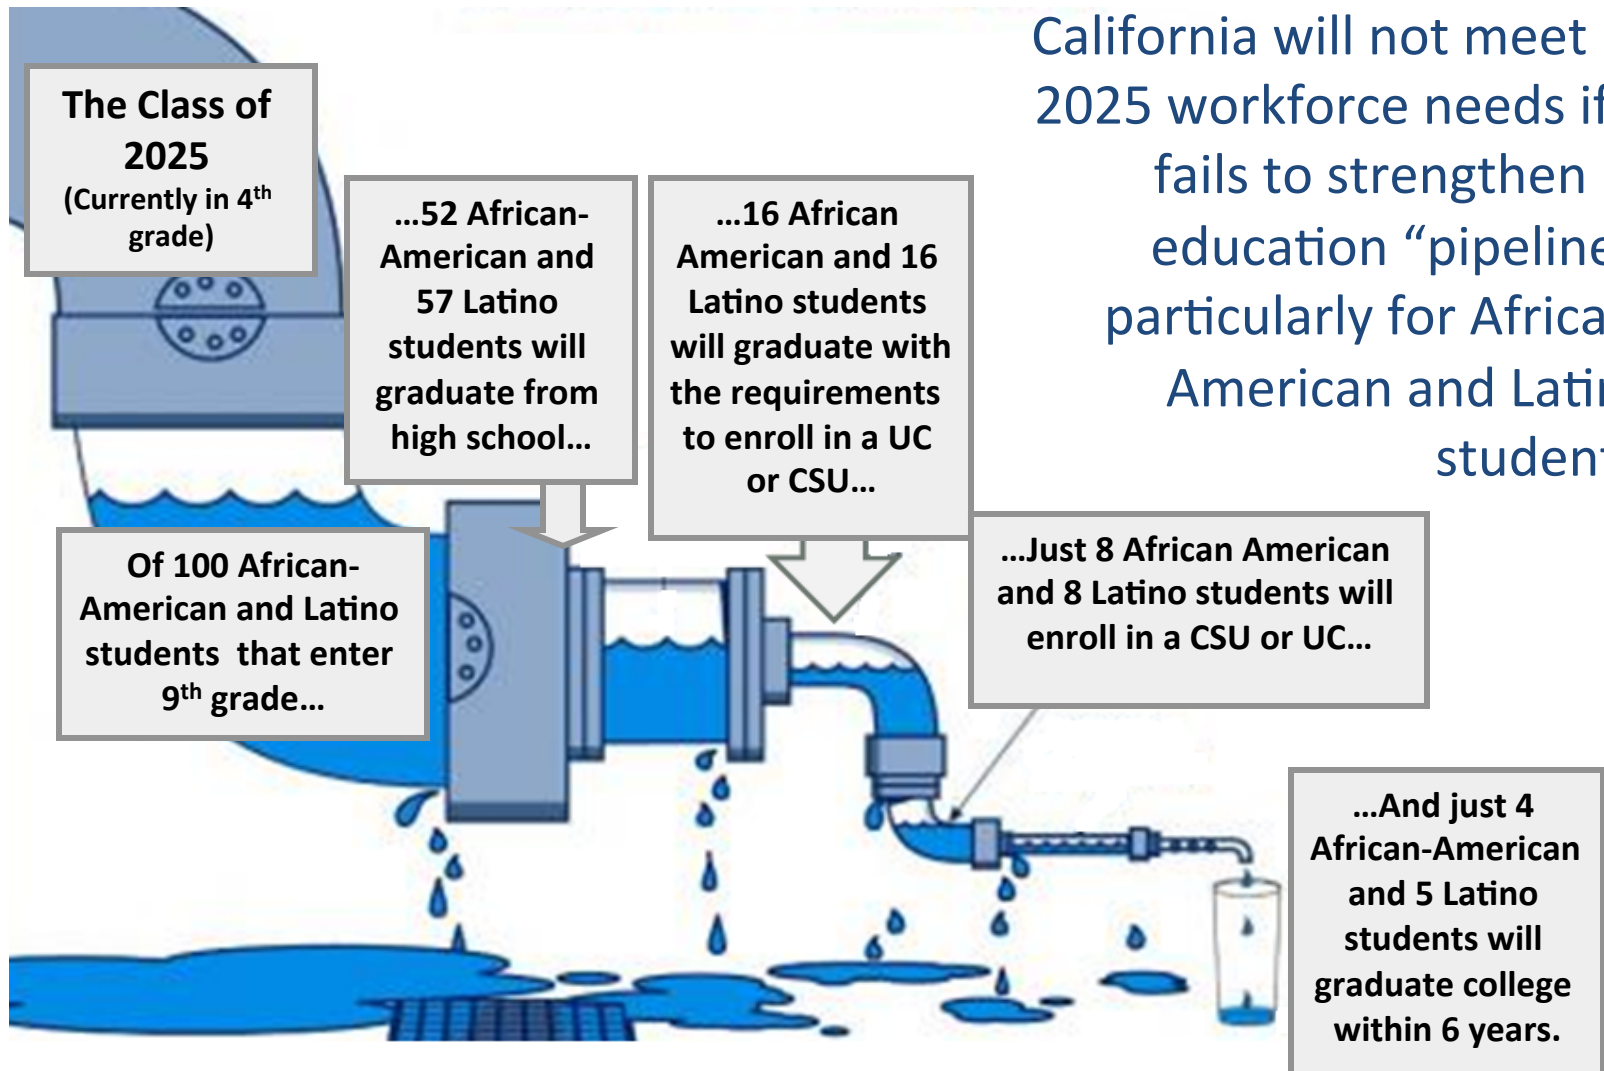 California will not meet
2025 workforce needs if
fails to strengthen
education “pipeline
particularly for Africa
American and Lati
studen
The Class of
2025
(Currently in 4th
grade)
…52 African-
American and
57 Latino
students will
graduate from
high school…
…16 African
American and 16
Latino students
will graduate with
the requirements
to enroll in a UC
or CSU…
Of 100 African-
American and Latino
students that enter
9th grade…
…Just 8 African American
and 8 Latino students will
enroll in a CSU or UC…
…And just 4
African-American
and 5 Latino
students will
graduate college
within 6 years.